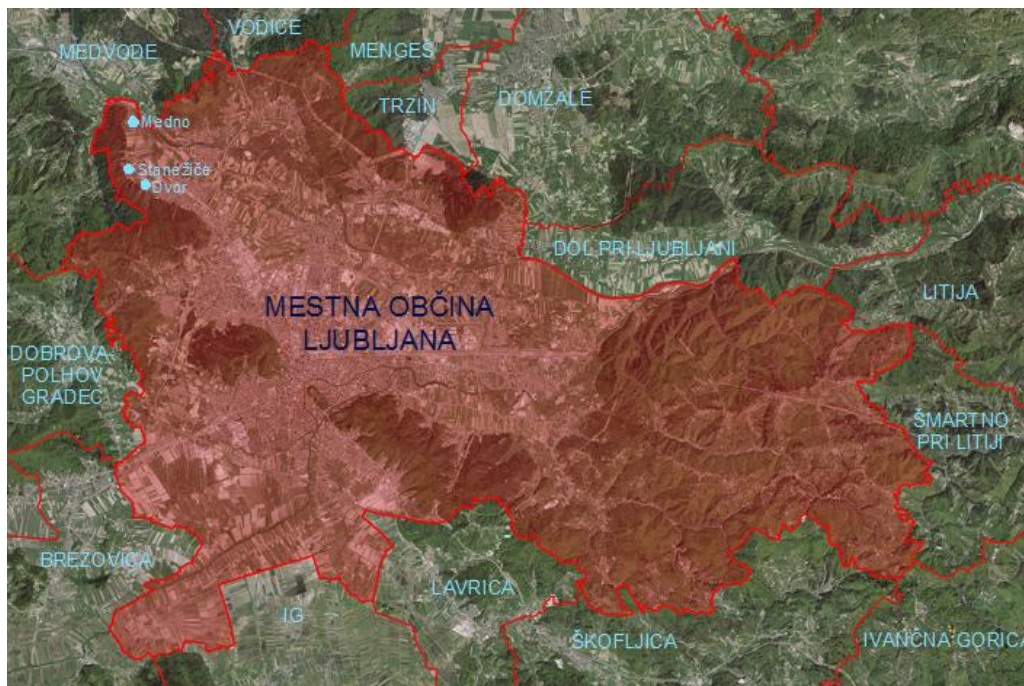 VODICE
MEDVODE
MENGEŠ
TRZIN
DOMŽALE
Medno
Stanežiče
Dvor
DOL PRI LJUBLJANI
LITIJA
MESTNA OBČINA
LJUBLJANA
DOBROVA-
POLHOV
GRADEC
ŠMARTNO
PRI LITIJI
BREZOVICA
LAVRICA
IG
ŠKOFLJICA
IVANČNA GORICA